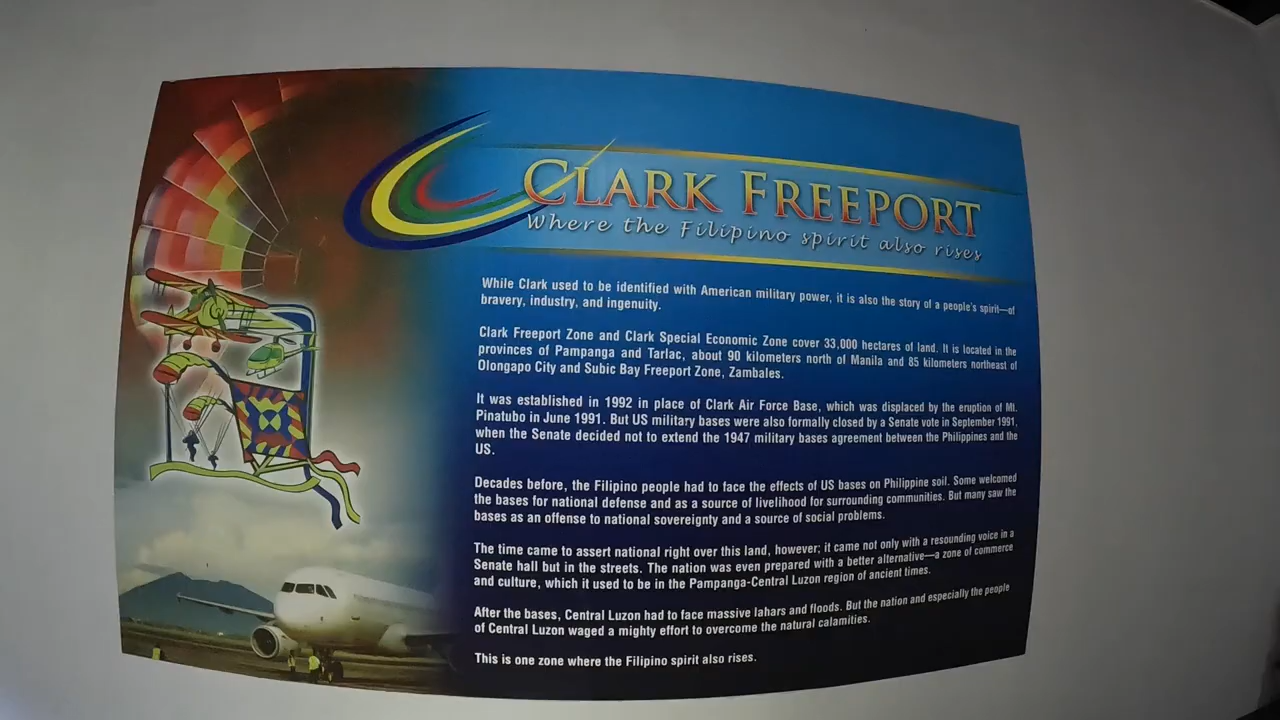 CLARK FREEPORT
Where the Filipino spirit also rises
While Clark used to be identified with American military power, it is also the story of a people's spirit—of
bravery, industry, and ingenuity.
Clark Freeport Zone and Clark Special Economic Zone cover 33,000 hectares of land. It is located in the
provinces of Pampanga and Tarlac, about 90 kilometers north of Manila and 85 kilometers northeast of
Olongapo City and Subic Bay Freeport Zone, Zambales.
It was established in 1992 in place of Clark Air Force Base, which was displaced by the eruption of Mt.
Pinatubo in June 1991. But US military bases were also formally closed by a Senate vote in September 1991,
when the Senate decided not to extend the 1947 military bases agreement between the Philippines and the
US.
Decades before, the Filipino people had to face the effects of US bases on Philippine soil. Some welcomed
the bases for national defense and as a source of livelihood for surrounding communities. But many saw the
bases as an offense to national sovereignty and a source of social problems.
The time came to assert national right over this land, however; it came not only with a resounding voice in a
Senate hall but in the streets. The nation was even prepared with a better alternative—a zone of commerce
and culture, which it used to be in the Pampanga-Central Luzon region of ancient times.
After the bases, Central Luzon had to face massive lahars and floods. But the nation and especially the people
of Central Luzon waged a mighty effort to overcome the natural calamities.
This is one zone where the Filipino spirit also rises.